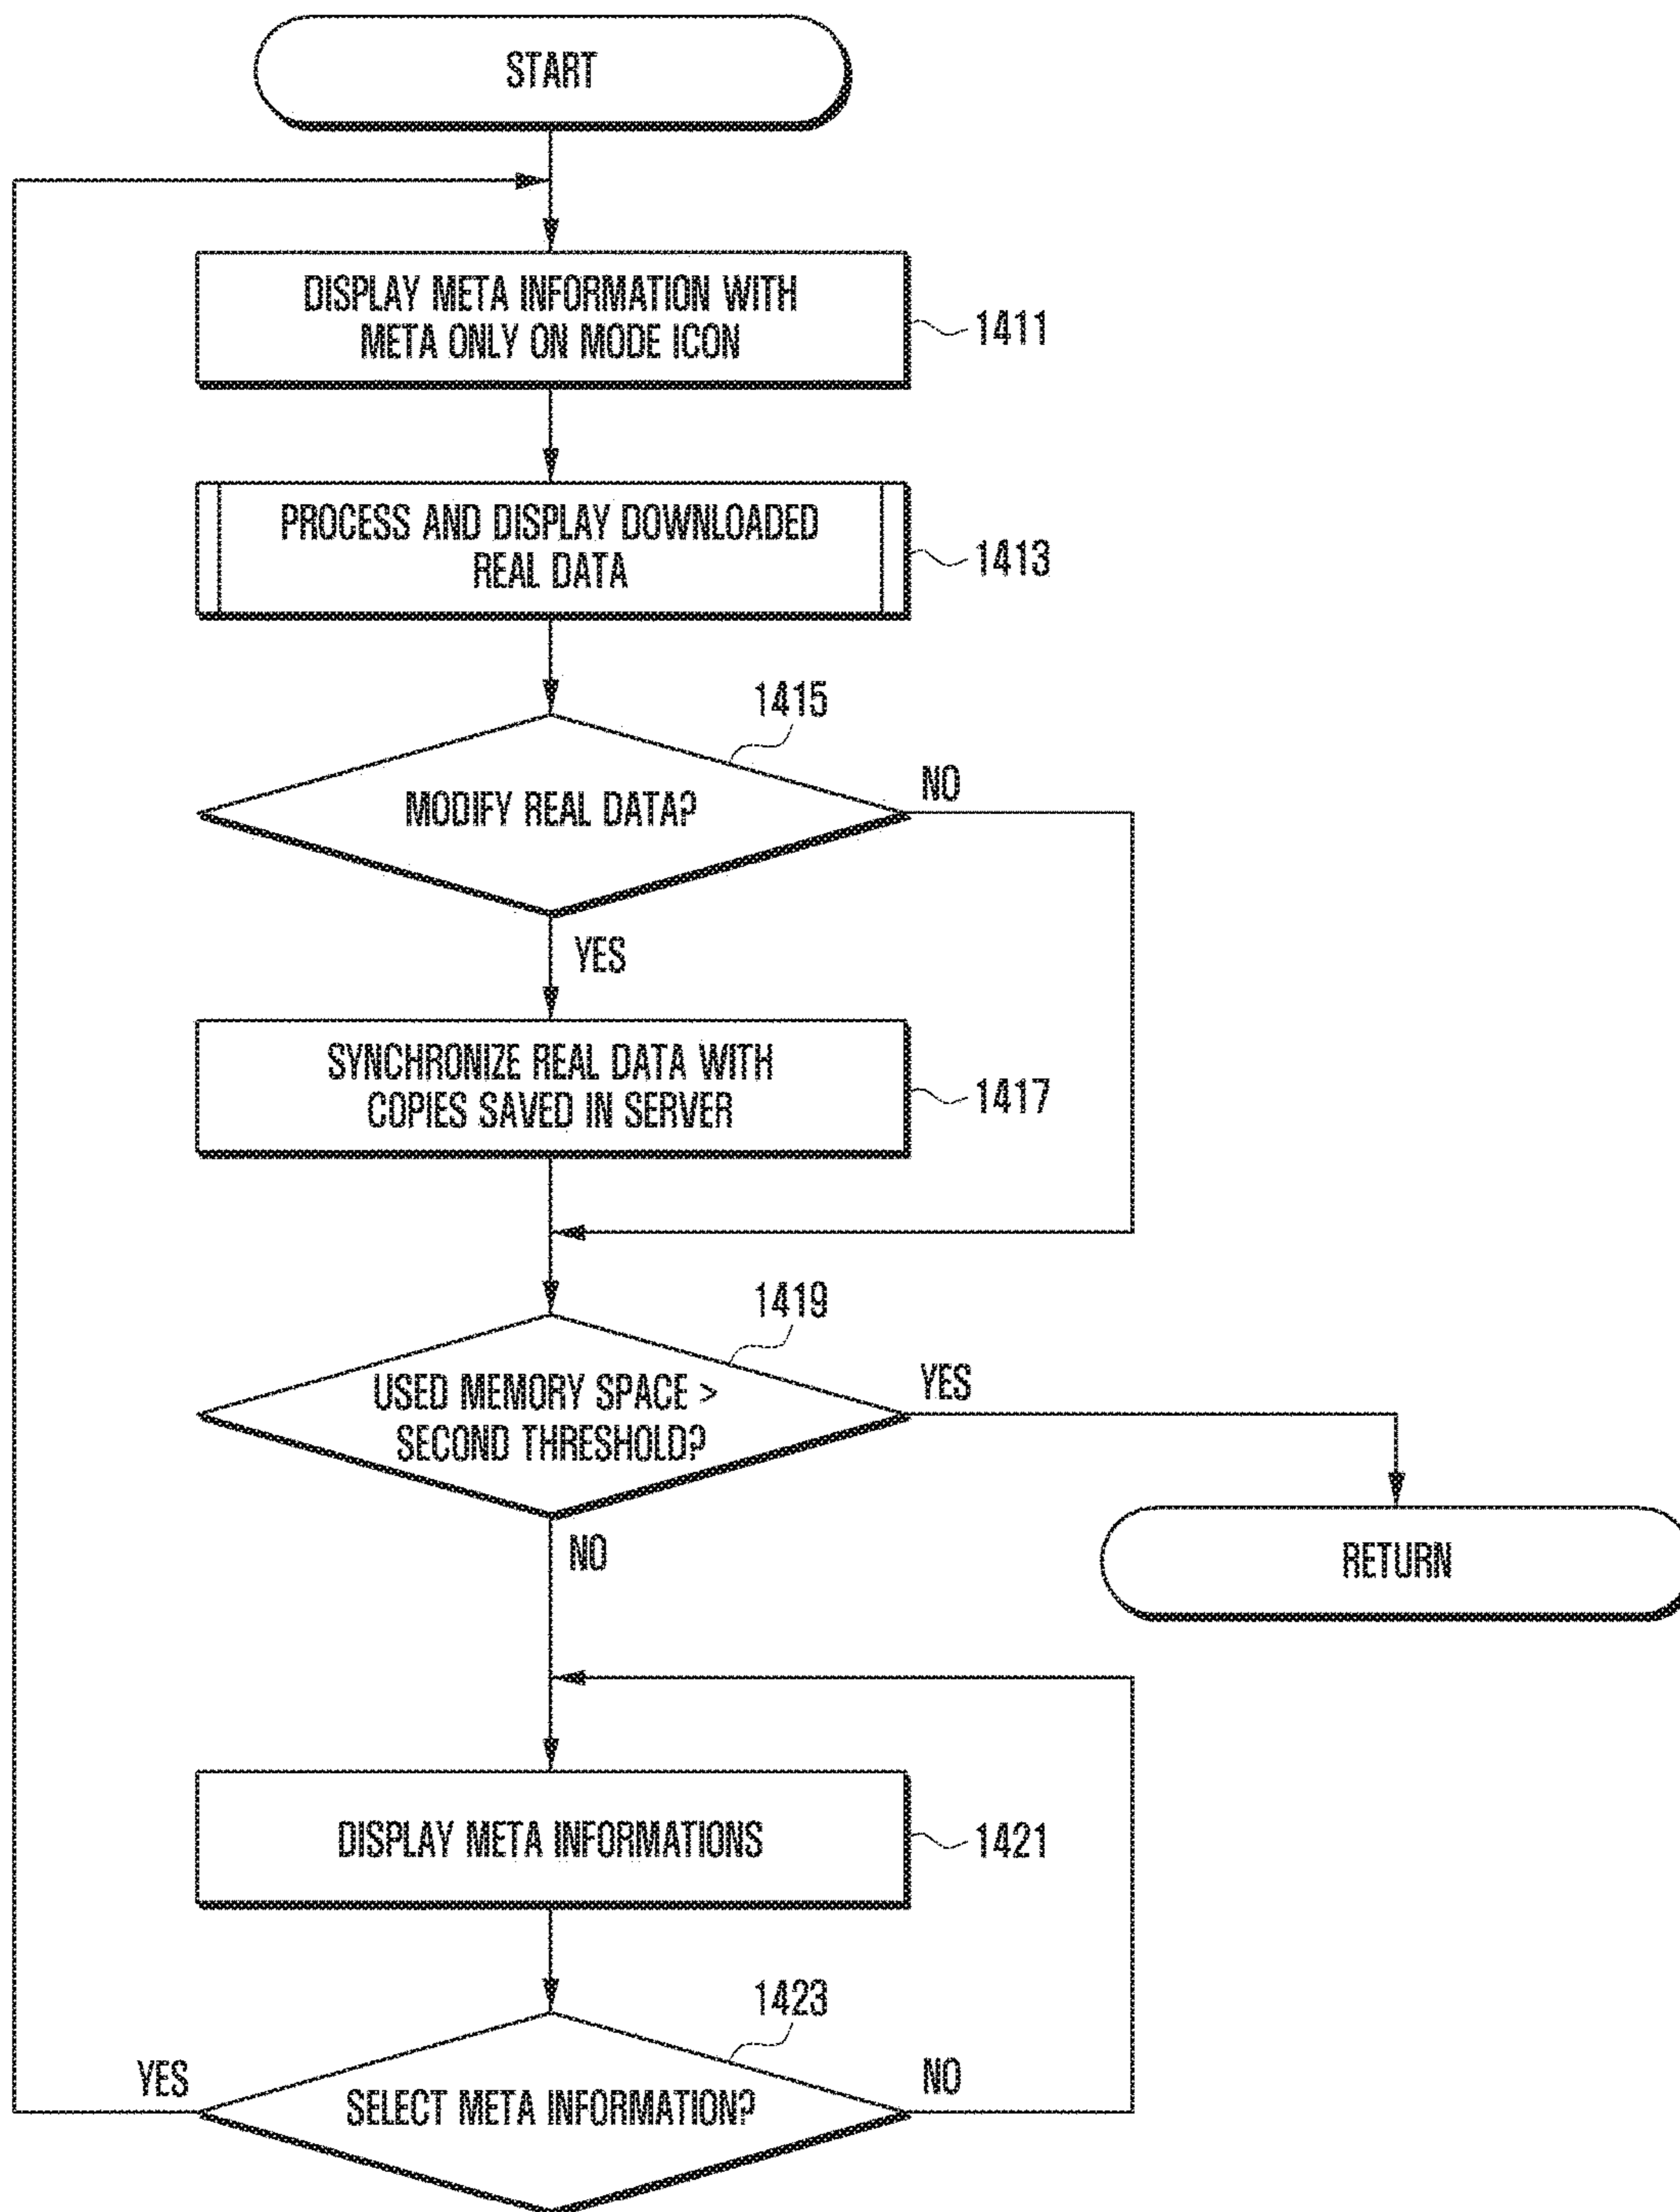 START
DISPLAY META INFORMATION WITH
META ONLY ON MODE ICON
1411
PROCESS AND DISPLAY DOWNLOADED
REAL DATA
1413
1415
MODIFY REAL DATA?
NO
YES
SYNCHRONIZE REAL DATA WITH
COPIES SAVED IN SERVER
1417
1419
USED MEMORY SPACE >
SECOND THRESHOLD?
YES
NO
RETURN
DISPLAY META INFORMATIONS
1421
1423
YES
SELECT META INFORMATION?
NO